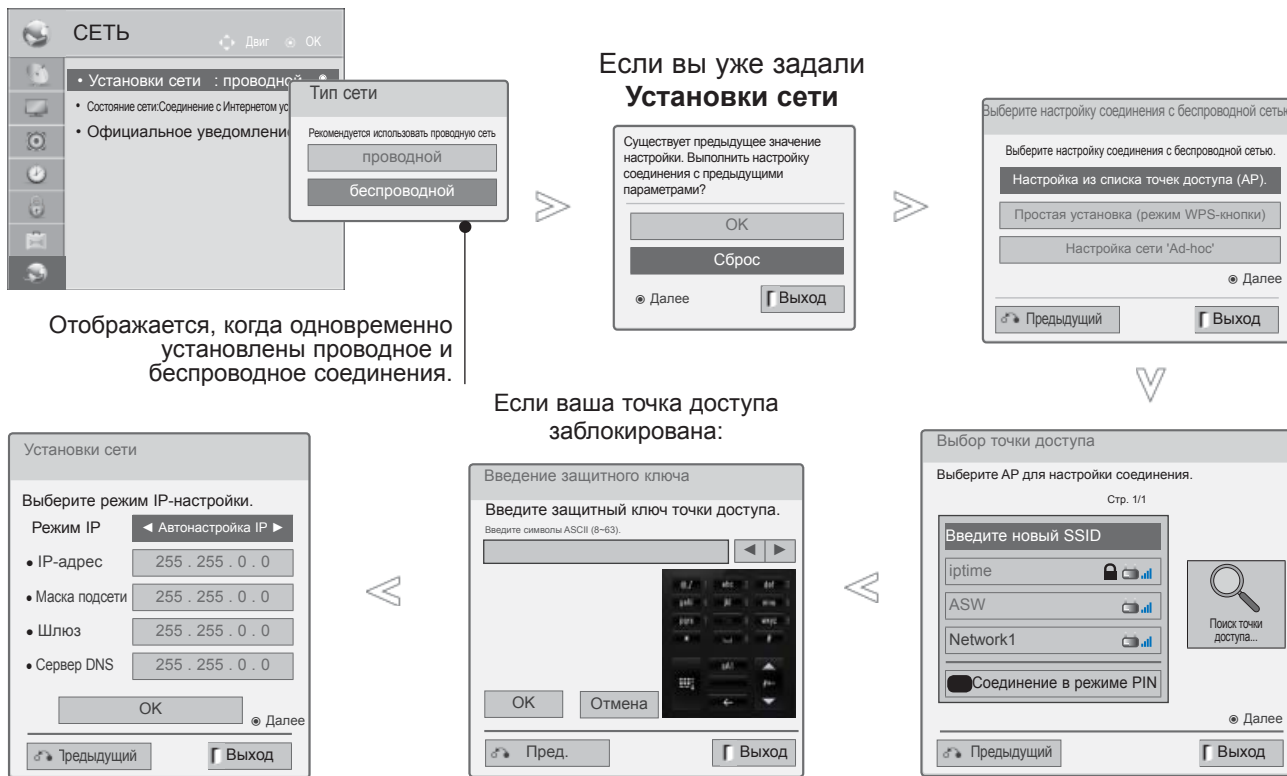 СЕТЬ
Двиг OK
• Установки сети : проводной
• Состояние сети:Соединение с Интернетом
• Официальное уведомление
Тип сети
Рекомендуется использовать проводную сеть
проводной
беспроводной
Отображается, когда одновременно
установлены проводное и
беспроводное соединения.
Если вы уже задали
Установки сети
Существует предыдущее значение
настройки. Выполнить настройку
соединения с предыдущими
параметрами?
OK
Сброс
Далее
Выход
Выберите настройку соединения с беспроводной сетью
Выберите настройку соединения с беспроводной сетью.
Настройка из списка точек доступа (AP).
Простая установка (режим WPS-кнопки)
Настройка сети 'Ad-hoc'
Далее
Предыдущий
Выход
Выбор точки доступа
Выберите AP для настройки соединения.
Стр. 1/1
Введите новый SSID
iptime
ASW
Network1
Соединение в режиме PIN
Поиск точки
доступа...
Далее
Предыдущий
Выход
Если ваша точка доступа
заблокирована:
Введение защитного ключа
Введите защитный ключ точки доступа.
Введите символы ASCII (8~63).
OK
Отмена
Пред.
Выход
Установки сети
Выберите режим IP-настройки.
Режим IP ◄ Автонастройка IP ►
• IP-адрес 255 . 255 . 0 . 0
• Маска подсети 255 . 255 . 0 . 0
• Шлюз 255 . 255 . 0 . 0
• Сервер DNS 255 . 255 . 0 . 0
OK
Далее
Предыдущий
Выход